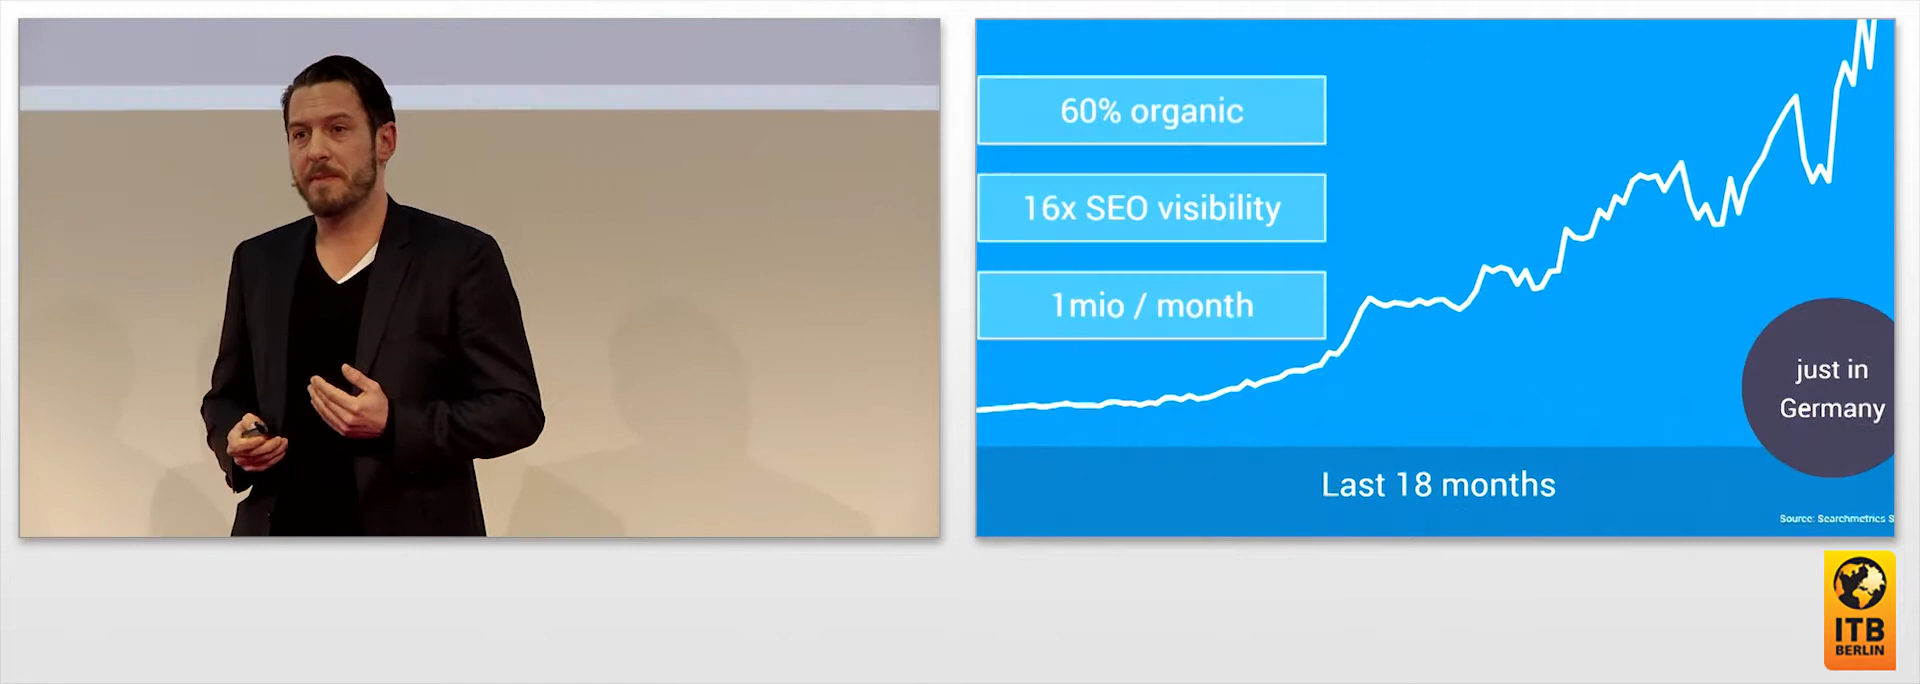 60% organic
16x SEO visibility
1mio / month
just in
Germany
Last 18 months
Source: Searchmetrics S
ITB
BERLIN